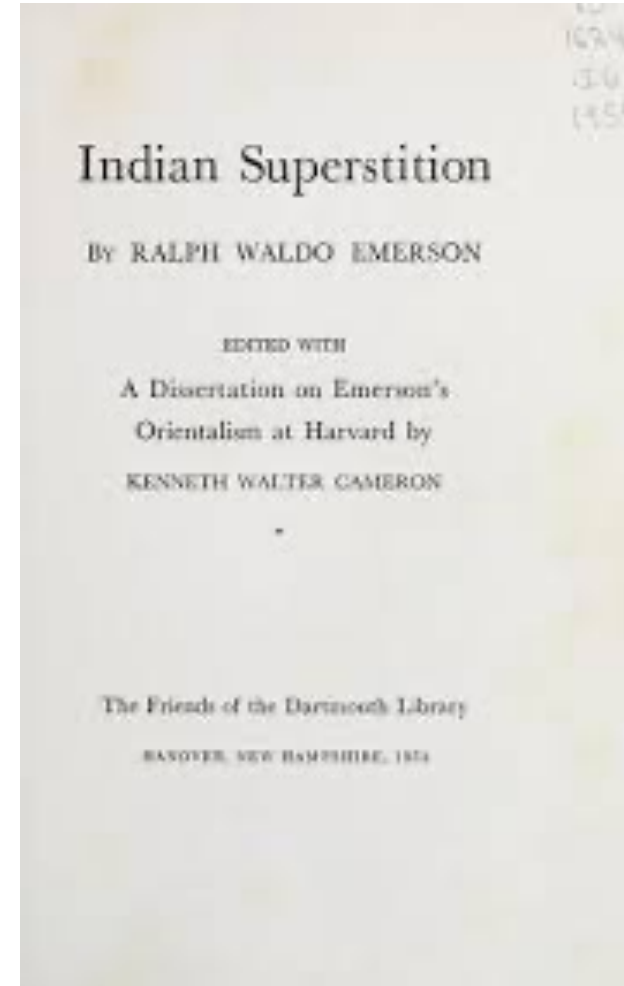 Indian Superstition
BY RALPH WALDO EMERSON
EDITED WITH
A Dissertation on Emerson's
Orientalism at Harvard by
KENNETH WALTER CAMERON
The Friends of the Dartmouth Library
HANOVER, NEW HAMPSHIRE, 1954